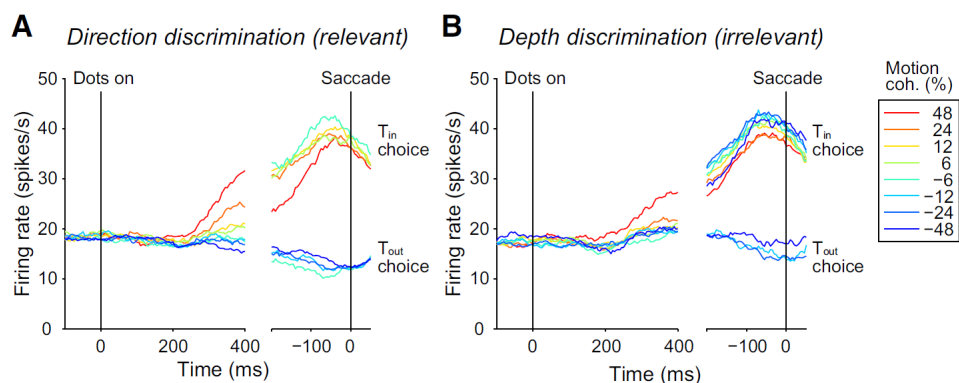 A
Direction discrimination (relevant)
Dots on
Saccade
50
40
30
20
10
0
Firing rate (spikes/s)
Tin
choice
Tout
choice
0
200
400
−100
0
Time (ms)
B
Depth discrimination (irrelevant)
Dots on
Saccade
50
40
30
20
10
0
Firing rate (spikes/s)
Tin
choice
Tout
choice
0
200
400
−100
0
Time (ms)
Motion
coh. (%)
48
24
12
6
−6
−12
−24
−48